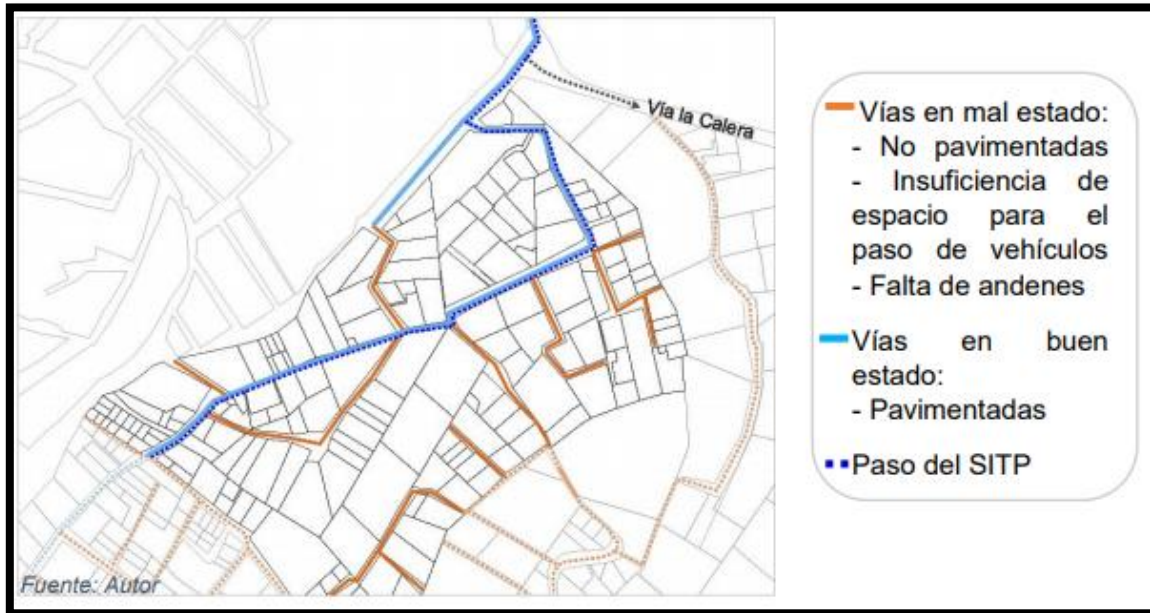 Vía la Calera
Fuente: Autor
Vías en mal estado:
- No pavimentadas
- Insuficiencia de
espacio para el
paso de vehículos
- Falta de andenes
Vías en buen
estado:
- Pavimentadas
Paso del SITP